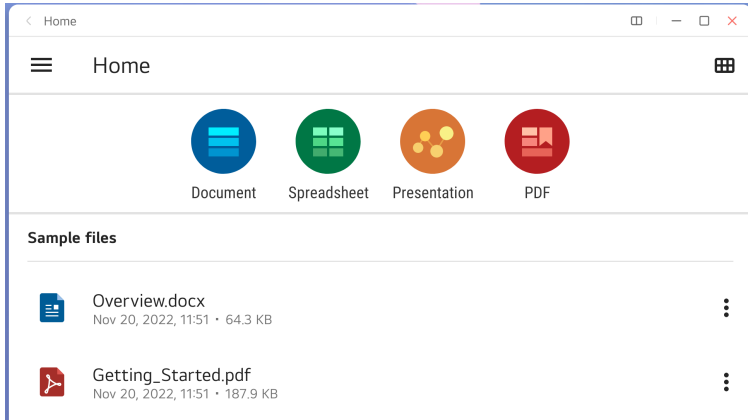 Home
Home
Document Spreadsheet Presentation PDF
Sample files
Overview.docx
Nov 20, 2022, 11:51 • 64.3 KB
Getting_Started.pdf
Nov 20, 2022, 11:51 • 187.9 KB